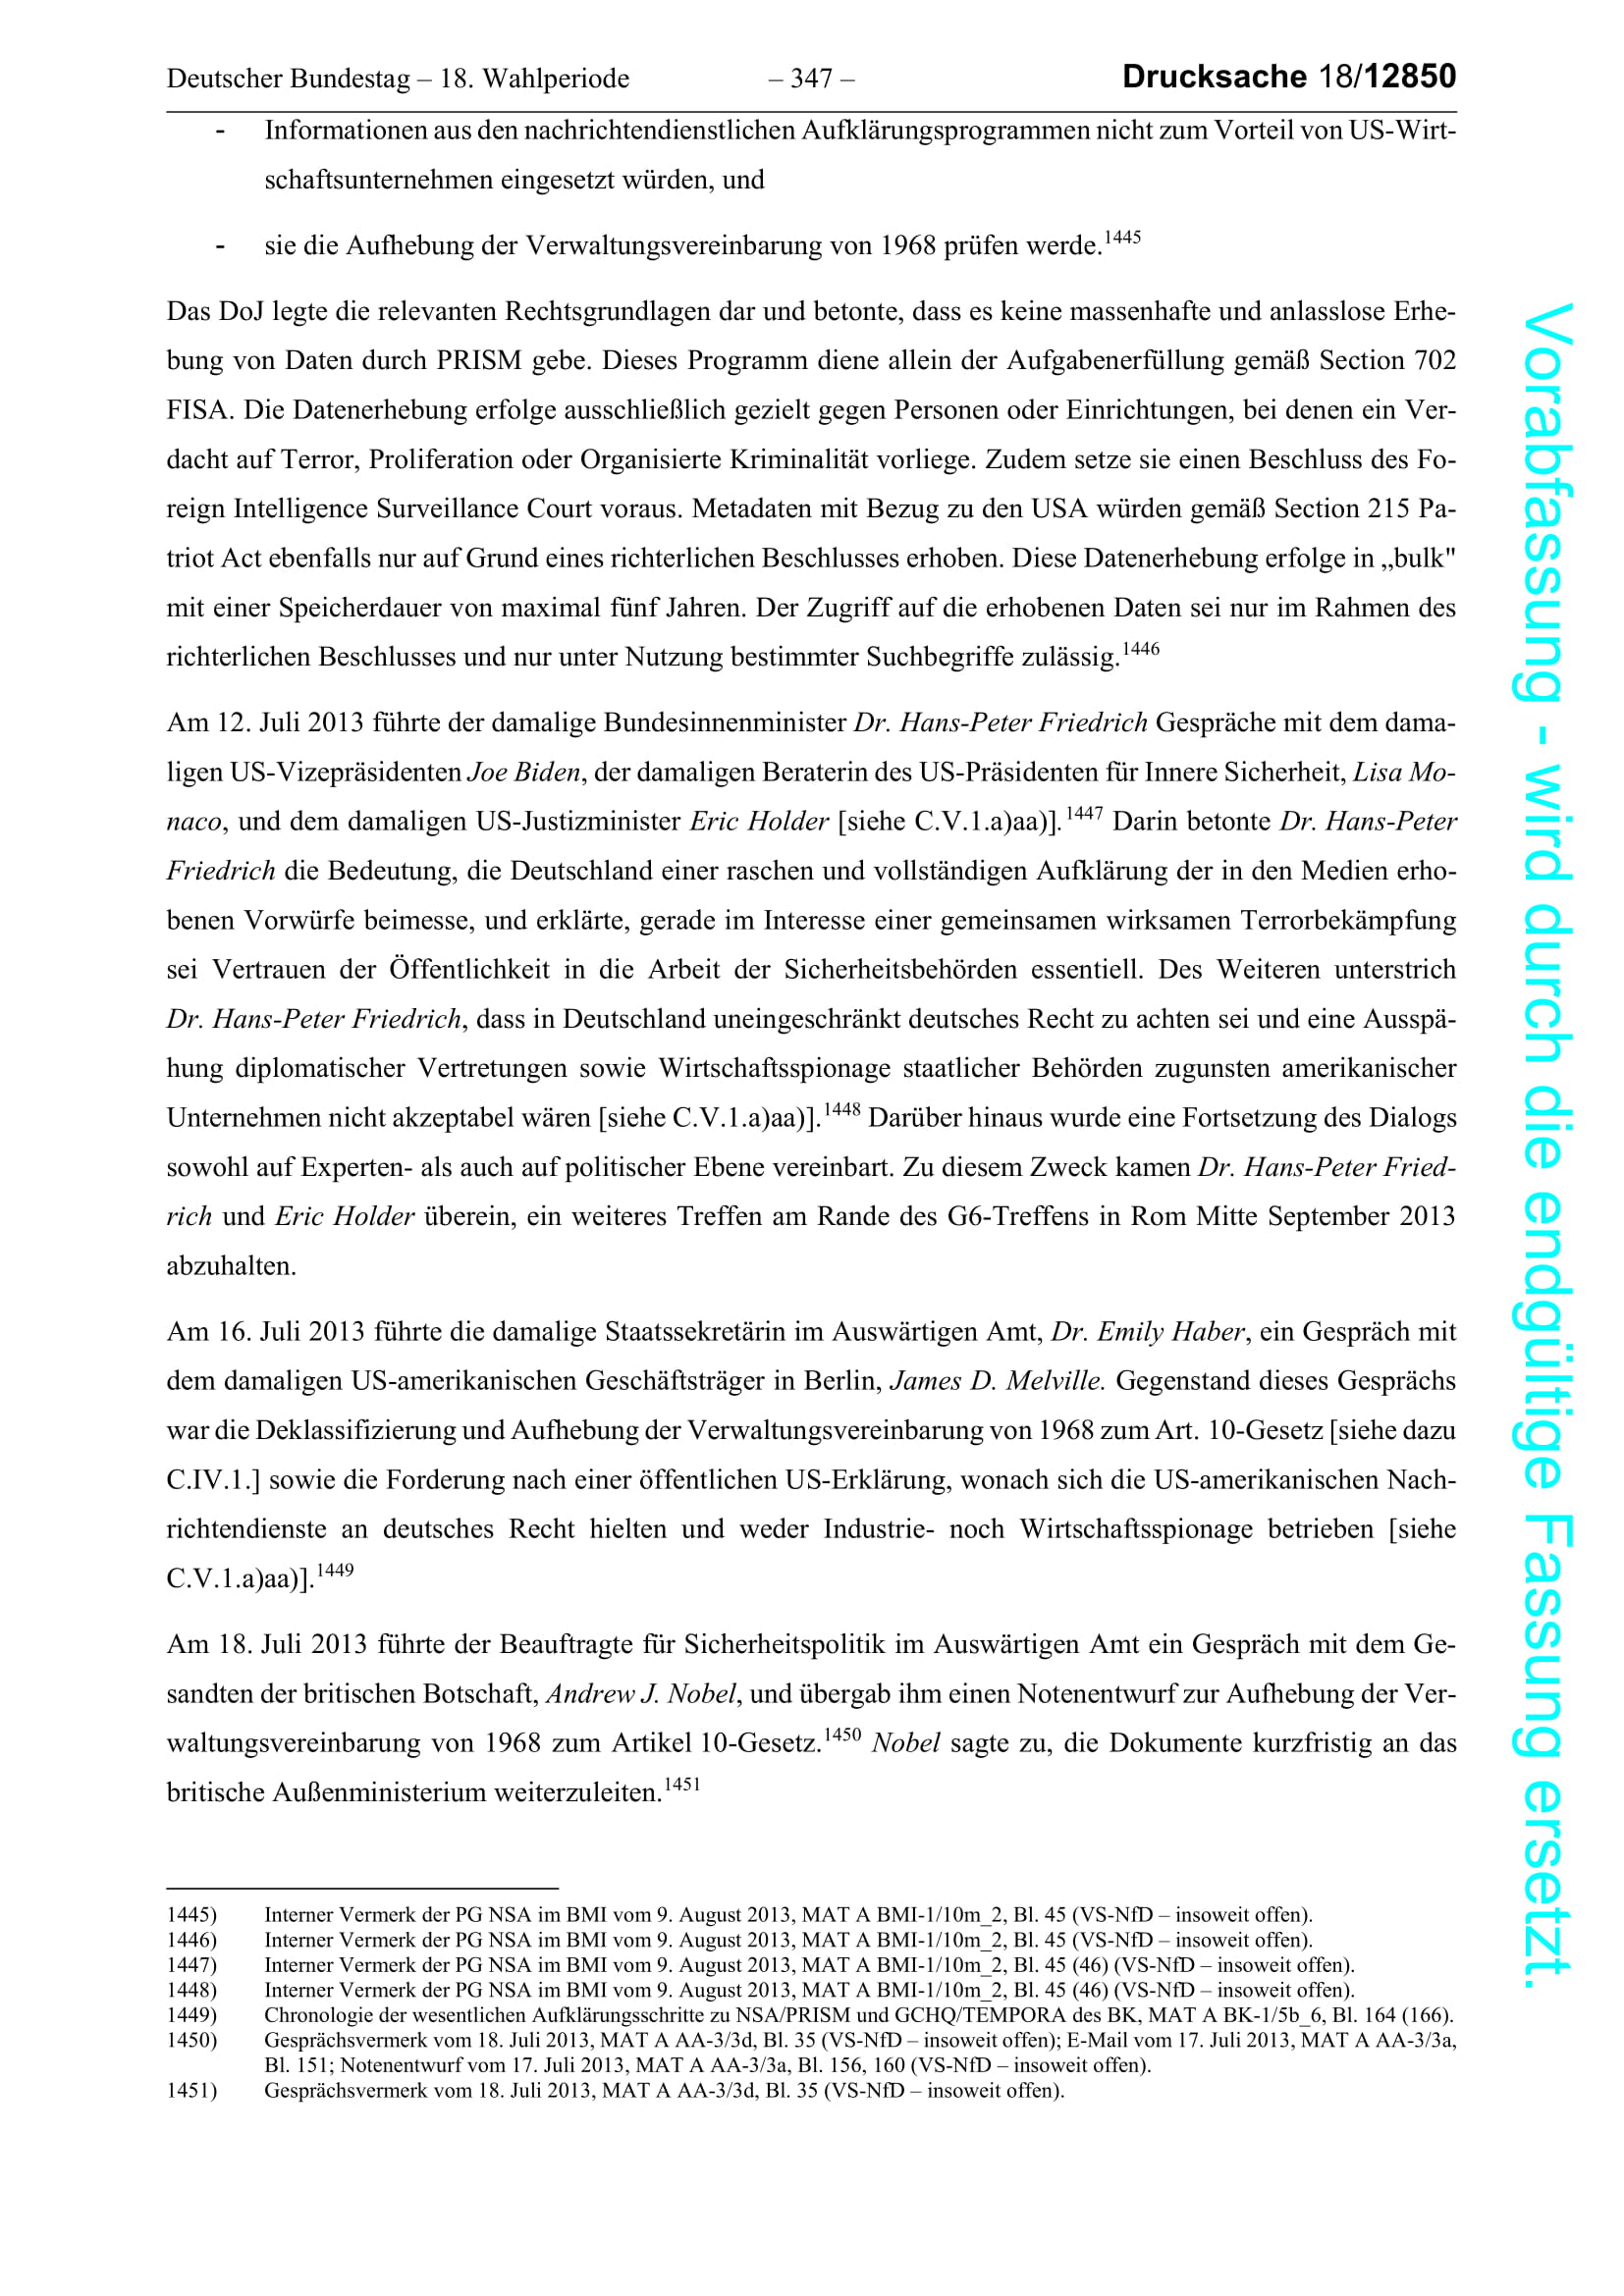 Deutscher Bundestag – 18. Wahlperiode – 347 – Drucksache 18/12850
- Informationen aus den nachrichtendienstlichen Aufklärungsprogrammen nicht zum Vorteil von US-Wirt-
schaftsunternehmen eingesetzt würden, und
- sie die Aufhebung der Verwaltungsvereinbarung von 1968 prüfen werde.1445
Das DoJ legte die relevanten Rechtsgrundlagen dar und betonte, dass es keine massenhafte und anlasslose Erhe-
bung von Daten durch PRISM gebe. Dieses Programm diene allein der Aufgabenerfüllung gemäß Section 702
FISA. Die Datenerhebung erfolge ausschließlich gezielt gegen Personen oder Einrichtungen, bei denen ein Ver-
dacht auf Terror, Proliferation oder Organisierte Kriminalität vorliege. Zudem setze sie einen Beschluss des Fo-
reign Intelligence Surveillance Court voraus. Metadaten mit Bezug zu den USA würden gemäß Section 215 Pa-
triot Act ebenfalls nur auf Grund eines richterlichen Beschlusses erhoben. Diese Datenerhebung erfolge in „bulk"
mit einer Speicherdauer von maximal fünf Jahren. Der Zugriff auf die erhobenen Daten sei nur im Rahmen des
richterlichen Beschlusses und nur unter Nutzung bestimmter Suchbegriffe zulässig.1446
Am 12. Juli 2013 führte der damalige Bundesinnenminister Dr. Hans-Peter Friedrich Gespräche mit dem dama-
ligen US-Vizepräsidenten Joe Biden, der damaligen Beraterin des US-Präsidenten für Innere Sicherheit, Lisa Mo-
naco, und dem damaligen US-Justizminister Eric Holder [siehe C.V.1.a)aa)].1447 Darin betonte Dr. Hans-Peter
Friedrich die Bedeutung, die Deutschland einer raschen und vollständigen Aufklärung der in den Medien erho-
benen Vorwürfe beimesse, und erklärte, gerade im Interesse einer gemeinsamen wirksamen Terrorbekämpfung
sei Vertrauen der Öffentlichkeit in die Arbeit der Sicherheitsbehörden essentiell. Des Weiteren unterstrich
Dr. Hans-Peter Friedrich, dass in Deutschland uneingeschränkt deutsches Recht zu achten sei und eine Ausspä-
hung diplomatischer Vertretungen sowie Wirtschaftsspionage staatlicher Behörden zugunsten amerikanischer
Unternehmen nicht akzeptabel wären [siehe C.V.1.a)aa)].1448 Darüber hinaus wurde eine Fortsetzung des Dialogs
sowohl auf Experten- als auch auf politischer Ebene vereinbart. Zu diesem Zweck kamen Dr. Hans-Peter Fried-
rich und Eric Holder überein, ein weiteres Treffen am Rande des G6-Treffens in Rom Mitte September 2013
abzuhalten.
Am 16. Juli 2013 führte die damalige Staatssekretärin im Auswärtigen Amt, Dr. Emily Haber, ein Gespräch mit
dem damaligen US-amerikanischen Geschäftsträger in Berlin, James D. Melville. Gegenstand dieses Gesprächs
war die Deklassifizierung und Aufhebung der Verwaltungsvereinbarung von 1968 zum Art. 10-Gesetz [siehe dazu
C.IV.1.] sowie die Forderung nach einer öffentlichen US-Erklärung, wonach sich die US-amerikanischen Nach-
richtendienste an deutsches Recht hielten und weder Industrie- noch Wirtschaftsspionage betrieben [siehe
C.V.1.a)aa)].1449
Am 18. Juli 2013 führte der Beauftragte für Sicherheitspolitik im Auswärtigen Amt ein Gespräch mit dem Ge-
sandten der britischen Botschaft, Andrew J. Nobel, und übergab ihm einen Notenentwurf zur Aufhebung der Ver-
waltungsvereinbarung von 1968 zum Artikel 10-Gesetz.1450 Nobel sagte zu, die Dokumente kurzfristig an das
britische Außenministerium weiterzuleiten.1451
1445) Interner Vermerk der PG NSA im BMI vom 9. August 2013, MAT A BMI-1/10m_2, Bl. 45 (VS-NfD – insoweit offen).
1446) Interner Vermerk der PG NSA im BMI vom 9. August 2013, MAT A BMI-1/10m_2, Bl. 45 (VS-NfD – insoweit offen).
1447) Interner Vermerk der PG NSA im BMI vom 9. August 2013, MAT A BMI-1/10m_2, Bl. 45 (46) (VS-NfD – insoweit offen).
1448) Interner Vermerk der PG NSA im BMI vom 9. August 2013, MAT A BMI-1/10m_2, Bl. 45 (46) (VS-NfD – insoweit offen).
1449) Chronologie der wesentlichen Aufklärungsschritte zu NSA/PRISM und GCHQ/TEMPORA des BK, MAT A BK-1/5b_6, Bl. 164 (166).
1450) Gesprächsvermerk vom 18. Juli 2013, MAT A AA-3/3d, Bl. 35 (VS-NfD – insoweit offen); E-Mail vom 17. Juli 2013, MAT A AA-3/3a,
Bl. 151; Notenentwurf vom 17. Juli 2013, MAT A AA-3/3a, Bl. 156, 160 (VS-NfD – insoweit offen).
1451) Gesprächsvermerk vom 18. Juli 2013, MAT A AA-3/3d, Bl. 35 (VS-NfD – insoweit offen).
Vorabfassung - wird durch die endgültige Fassung ersetzt.